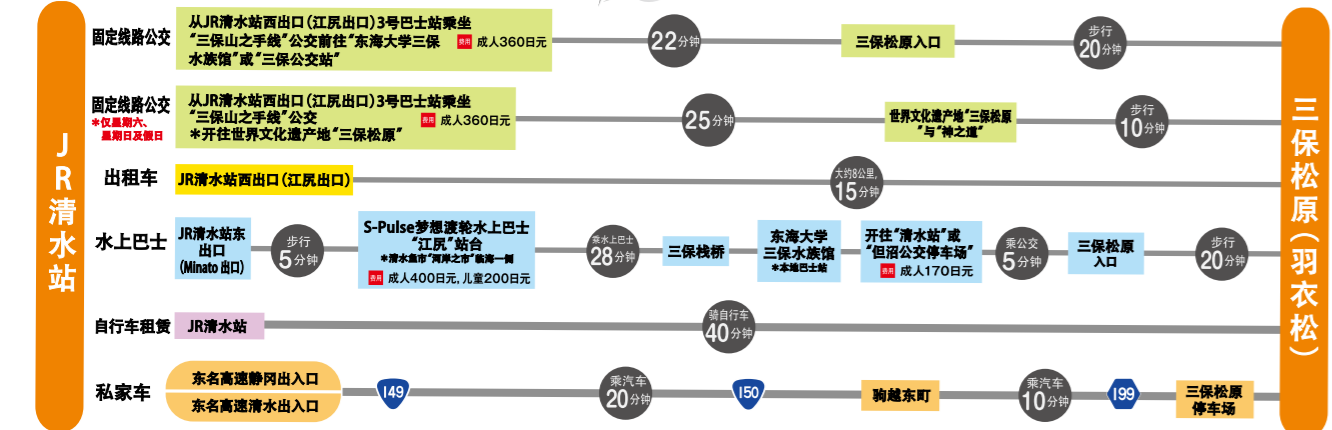 JR清水站
固定线路公交
从JR清水站西出口（江尻出口）3号巴士站乘坐
“三保山之手线”公交前往“东海大学三保
水族馆”或“三保公交站”
费用 成人360日元
22分钟
三保松原入口
步行
20分钟
固定线路公交
*仅星期六、
星期日及假日
从JR清水站西出口（江尻出口）3号巴士站乘坐
“三保山之手线”公交
*开往世界文化遗产地“三保松原”
费用 成人360日元
25分钟
世界文化遗产地“三保松原
”与“神之道”
步行
10分钟
出租车
JR清水站西出口（江尻出口）
大约8公里，
15分钟
水上巴士
JR清水站东
出口
（Minato 出口）
步行
5分钟
S-Pulse梦想渡轮水上巴士
“江尻”站台
*清水鱼市“河岸之市”临海一侧
费用 成人400日元，儿童200日元
乘水上巴士
28分钟
三保栈桥
东海大学
三保水族馆
*本地巴士站
开往“清水站”或
“但沼公交停车场”
费用 成人170日元
乘公交
5分钟
三保松原
入口
步行
20分钟
自行车租赁
JR清水站
骑自行车
40分钟
私家车
东名高速静冈出入口
东名高速清水出入口
149
乘汽车
20分钟
150
驹越东町
乘汽车
10分钟
199
三保松原
停车场
三保松原（羽衣松）